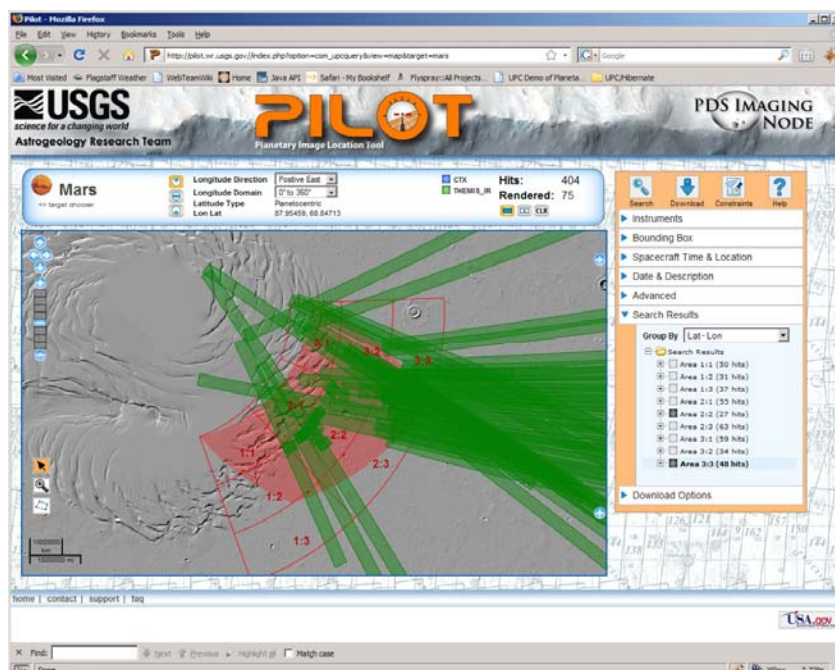 Pilot - Mozilla Firefox
File Edit View History Bookmarks Tools Help
http://pilot.wr.usgs.gov/index.php?option=com_upcquery&view=map&target=mars
Google
Most Visited Flagstaff Weather WebTeamWiki Home Java API Safari - My Bookshelf Flyspray::All Projects... UPC Demo of Planeta... UPC/Hibernate
USGS
science for a changing world
Astrogeology Research Team
PILOT
Planetary Image Location Tool
PDS IMAGING
NODE
Mars
<< target chooser
Longitude Direction Postive East
Longitude Domain 0° to 360°
Latitude Type Planetocentric
Lon Lat 87.95459, 68.84713
CTX
THEMIS_IR
Hits: 404
Rendered: 75
CLR
Search Download Constraints Help
Instruments
Bounding Box
Spacecraft Time & Location
Date & Description
Advanced
Search Results
Group By Lat-Lon
Search Results
Area 1:1 (50 hits)
Area 1:2 (31 hits)
Area 1:3 (37 hits)
Area 2:1 (55 hits)
Area 2:2 (27 hits)
Area 2:3 (63 hits)
Area 3:1 (59 hits)
Area 3:2 (34 hits)
Area 3:3 (48 hits)
Download Options
3:1
3:2
3:3
2:1
2:2
2:3
1:1
1:2
1:3
km
home | contact | support | faq
USA.gov
Find: Next Previous Highlight all Match case
Done